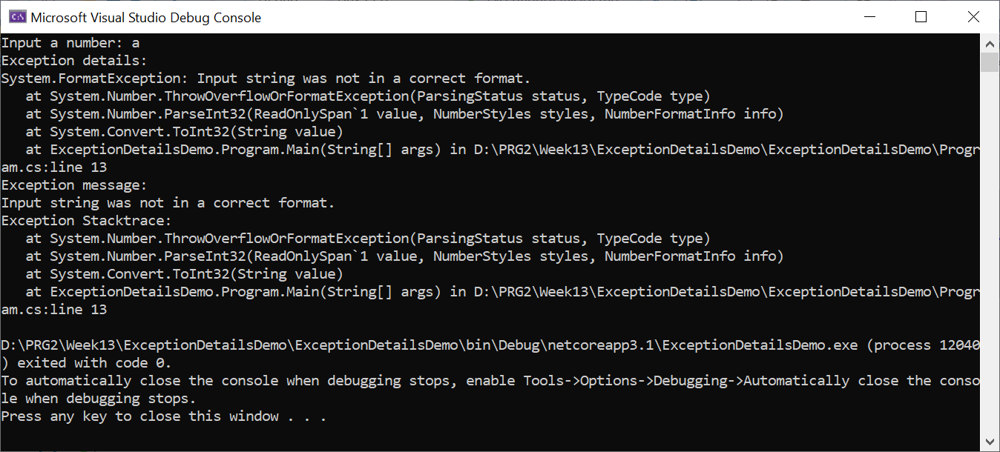 Microsoft Visual Studio Debug Console
Input a number: a
Exception details:
System.FormatException: Input string was not in a correct format.
   at System.Number.ThrowOverflowOrFormatException(ParsingStatus status, TypeCode type)
   at System.Number.ParseInt32(ReadOnlySpan`1 value, NumberStyles styles, NumberFormatInfo info)
   at System.Convert.ToInt32(String value)
   at ExceptionDetailsDemo.Program.Main(String[] args) in D:\PRG2\Week13\ExceptionDetailsDemo\ExceptionDetailsDemo\Progr
am.cs:line 13
Exception message:
Input string was not in a correct format.
Exception Stacktrace:
   at System.Number.ThrowOverflowOrFormatException(ParsingStatus status, TypeCode type)
   at System.Number.ParseInt32(ReadOnlySpan`1 value, NumberStyles styles, NumberFormatInfo info)
   at System.Convert.ToInt32(String value)
   at ExceptionDetailsDemo.Program.Main(String[] args) in D:\PRG2\Week13\ExceptionDetailsDemo\ExceptionDetailsDemo\Progr
am.cs:line 13

D:\PRG2\Week13\ExceptionDetailsDemo\ExceptionDetailsDemo\bin\Debug\netcoreapp3.1\ExceptionDetailsDemo.exe (process 12040
) exited with code 0.
To automatically close the console when debugging stops, enable Tools->Options->Debugging->Automatically close the conso
le when debugging stops.
Press any key to close this window . . .